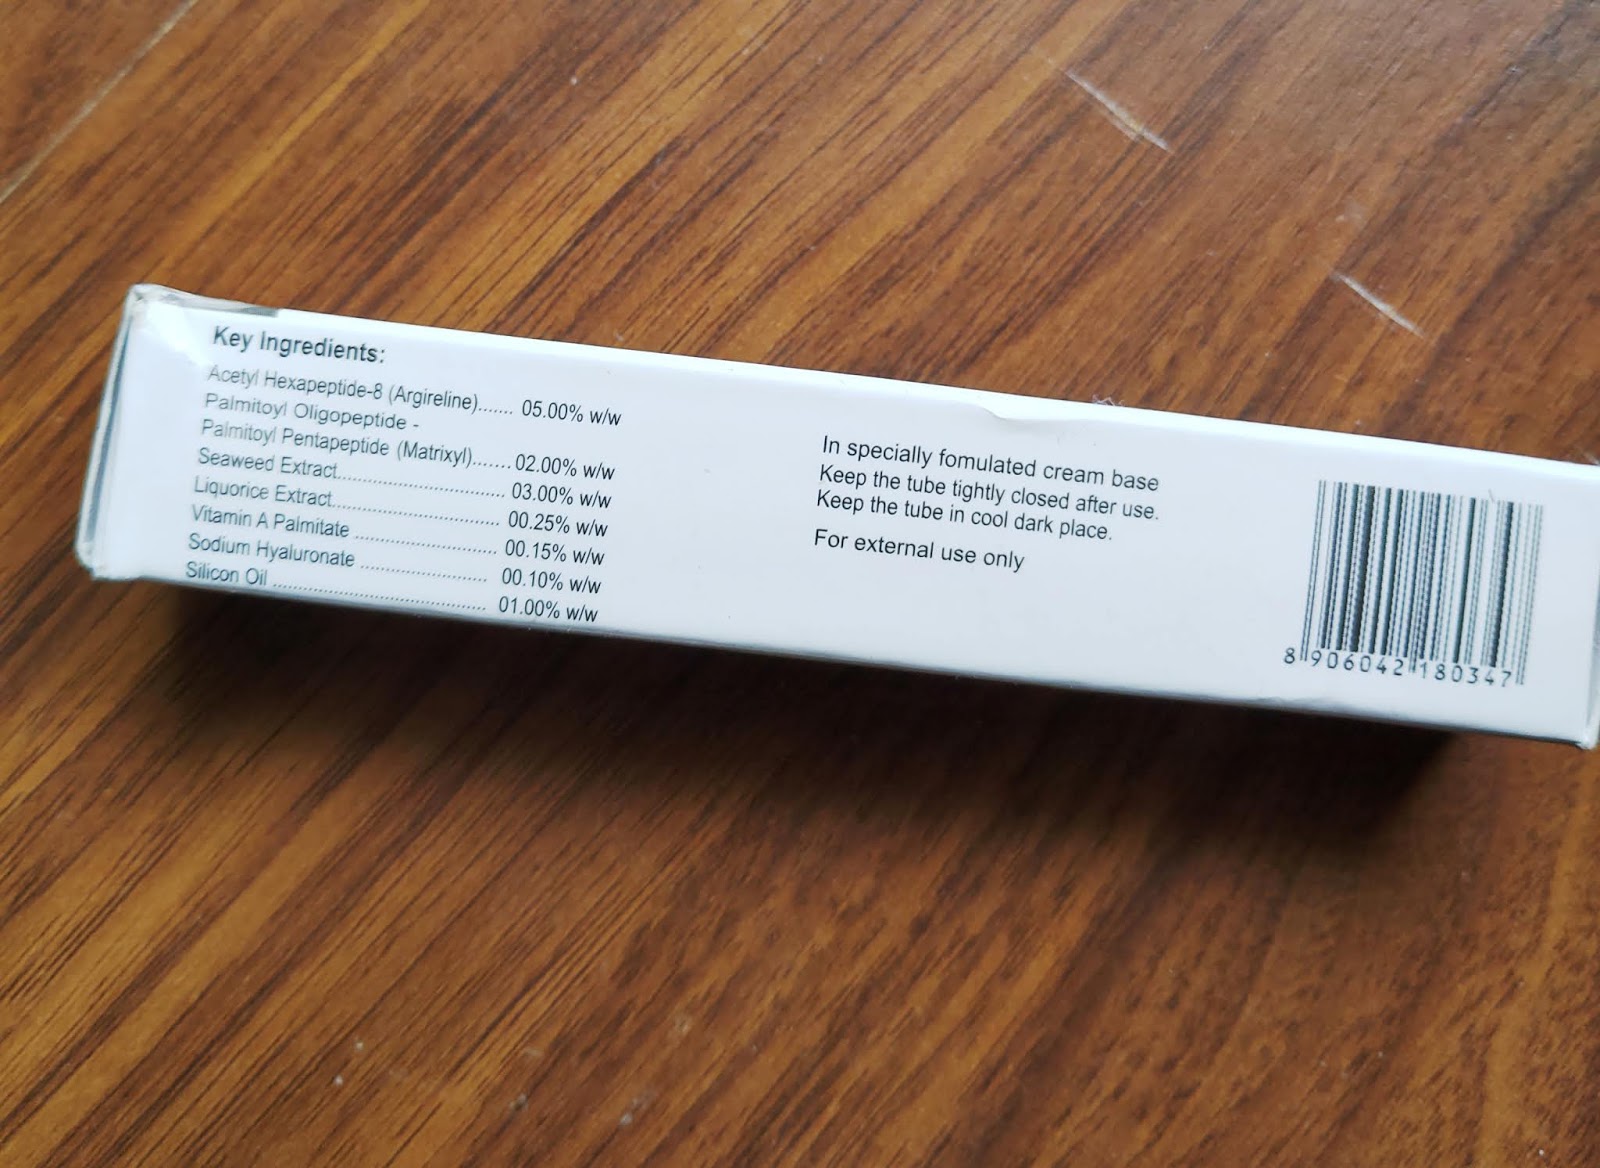 Key Ingredients:
Acetyl Hexapeptide-8 (Argireline)....... 05.00% w/w
Palmitoyl Oligopeptide -
Palmitoyl Pentapeptide (Matrixyl)....... 02.00% w/w
Seaweed Extract................................ 03.00% w/w
Liquorice Extract................................ 00.25% w/w
Vitamin A Palmitate ........................... 00.15% w/w
Sodium Hyaluronate ........................ 00.10% w/w
Silicon Oil ........................................ 01.00% w/w
In specially fomulated cream base
Keep the tube tightly closed after use.
Keep the tube in cool dark place.
For external use only
8 906042 180347